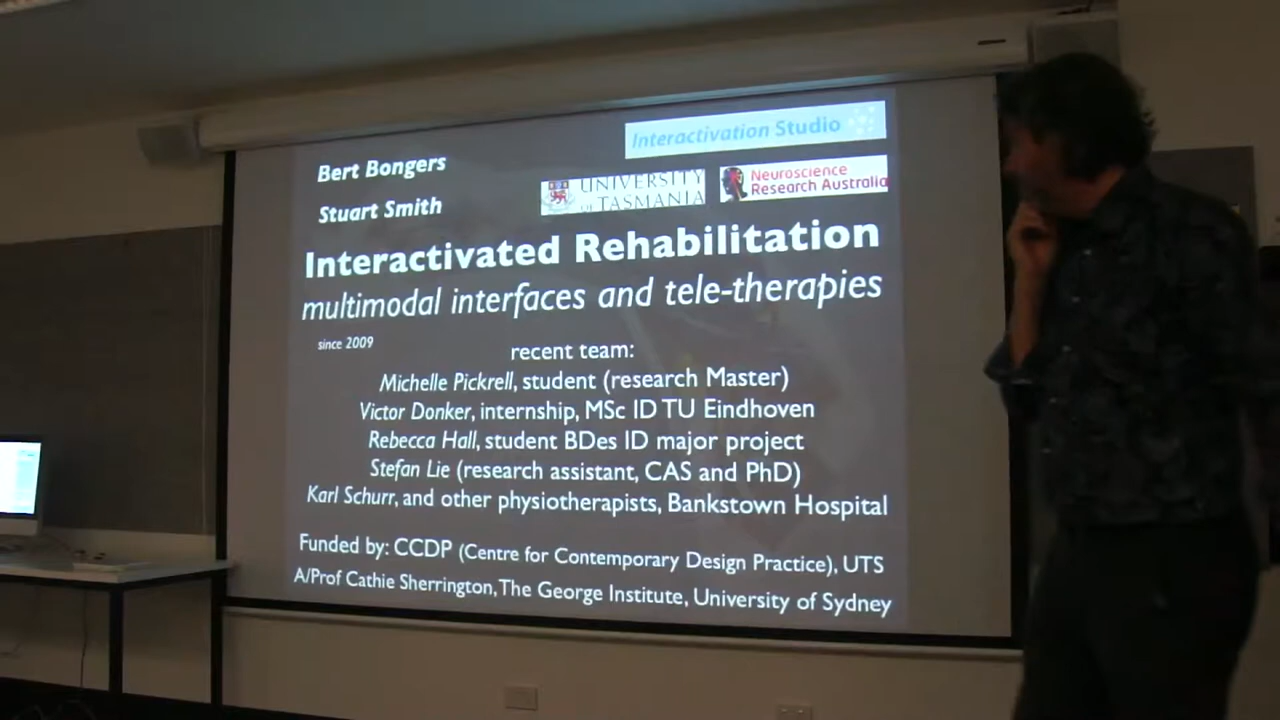 Interactivation Studio
Bert Bongers
UNIVERSITY
OF TASMANIA
Neuroscience
Research Australia
Stuart Smith
Interactivated Rehabilitation
multimodal interfaces and tele-therapies
since 2009
recent team:
Michelle Pickrell, student (research Master)
Victor Donker, internship, MSc ID TU Eindhoven
Rebecca Hall, student BDes ID major project
Stefan Lie (research assistant, CAS and PhD)
Karl Schurr, and other physiotherapists, Bankstown Hospital
Funded by: CCDP (Centre for Contemporary Design Practice), UTS
A/Prof Cathie Sherrington, The George Institute, University of Sydney